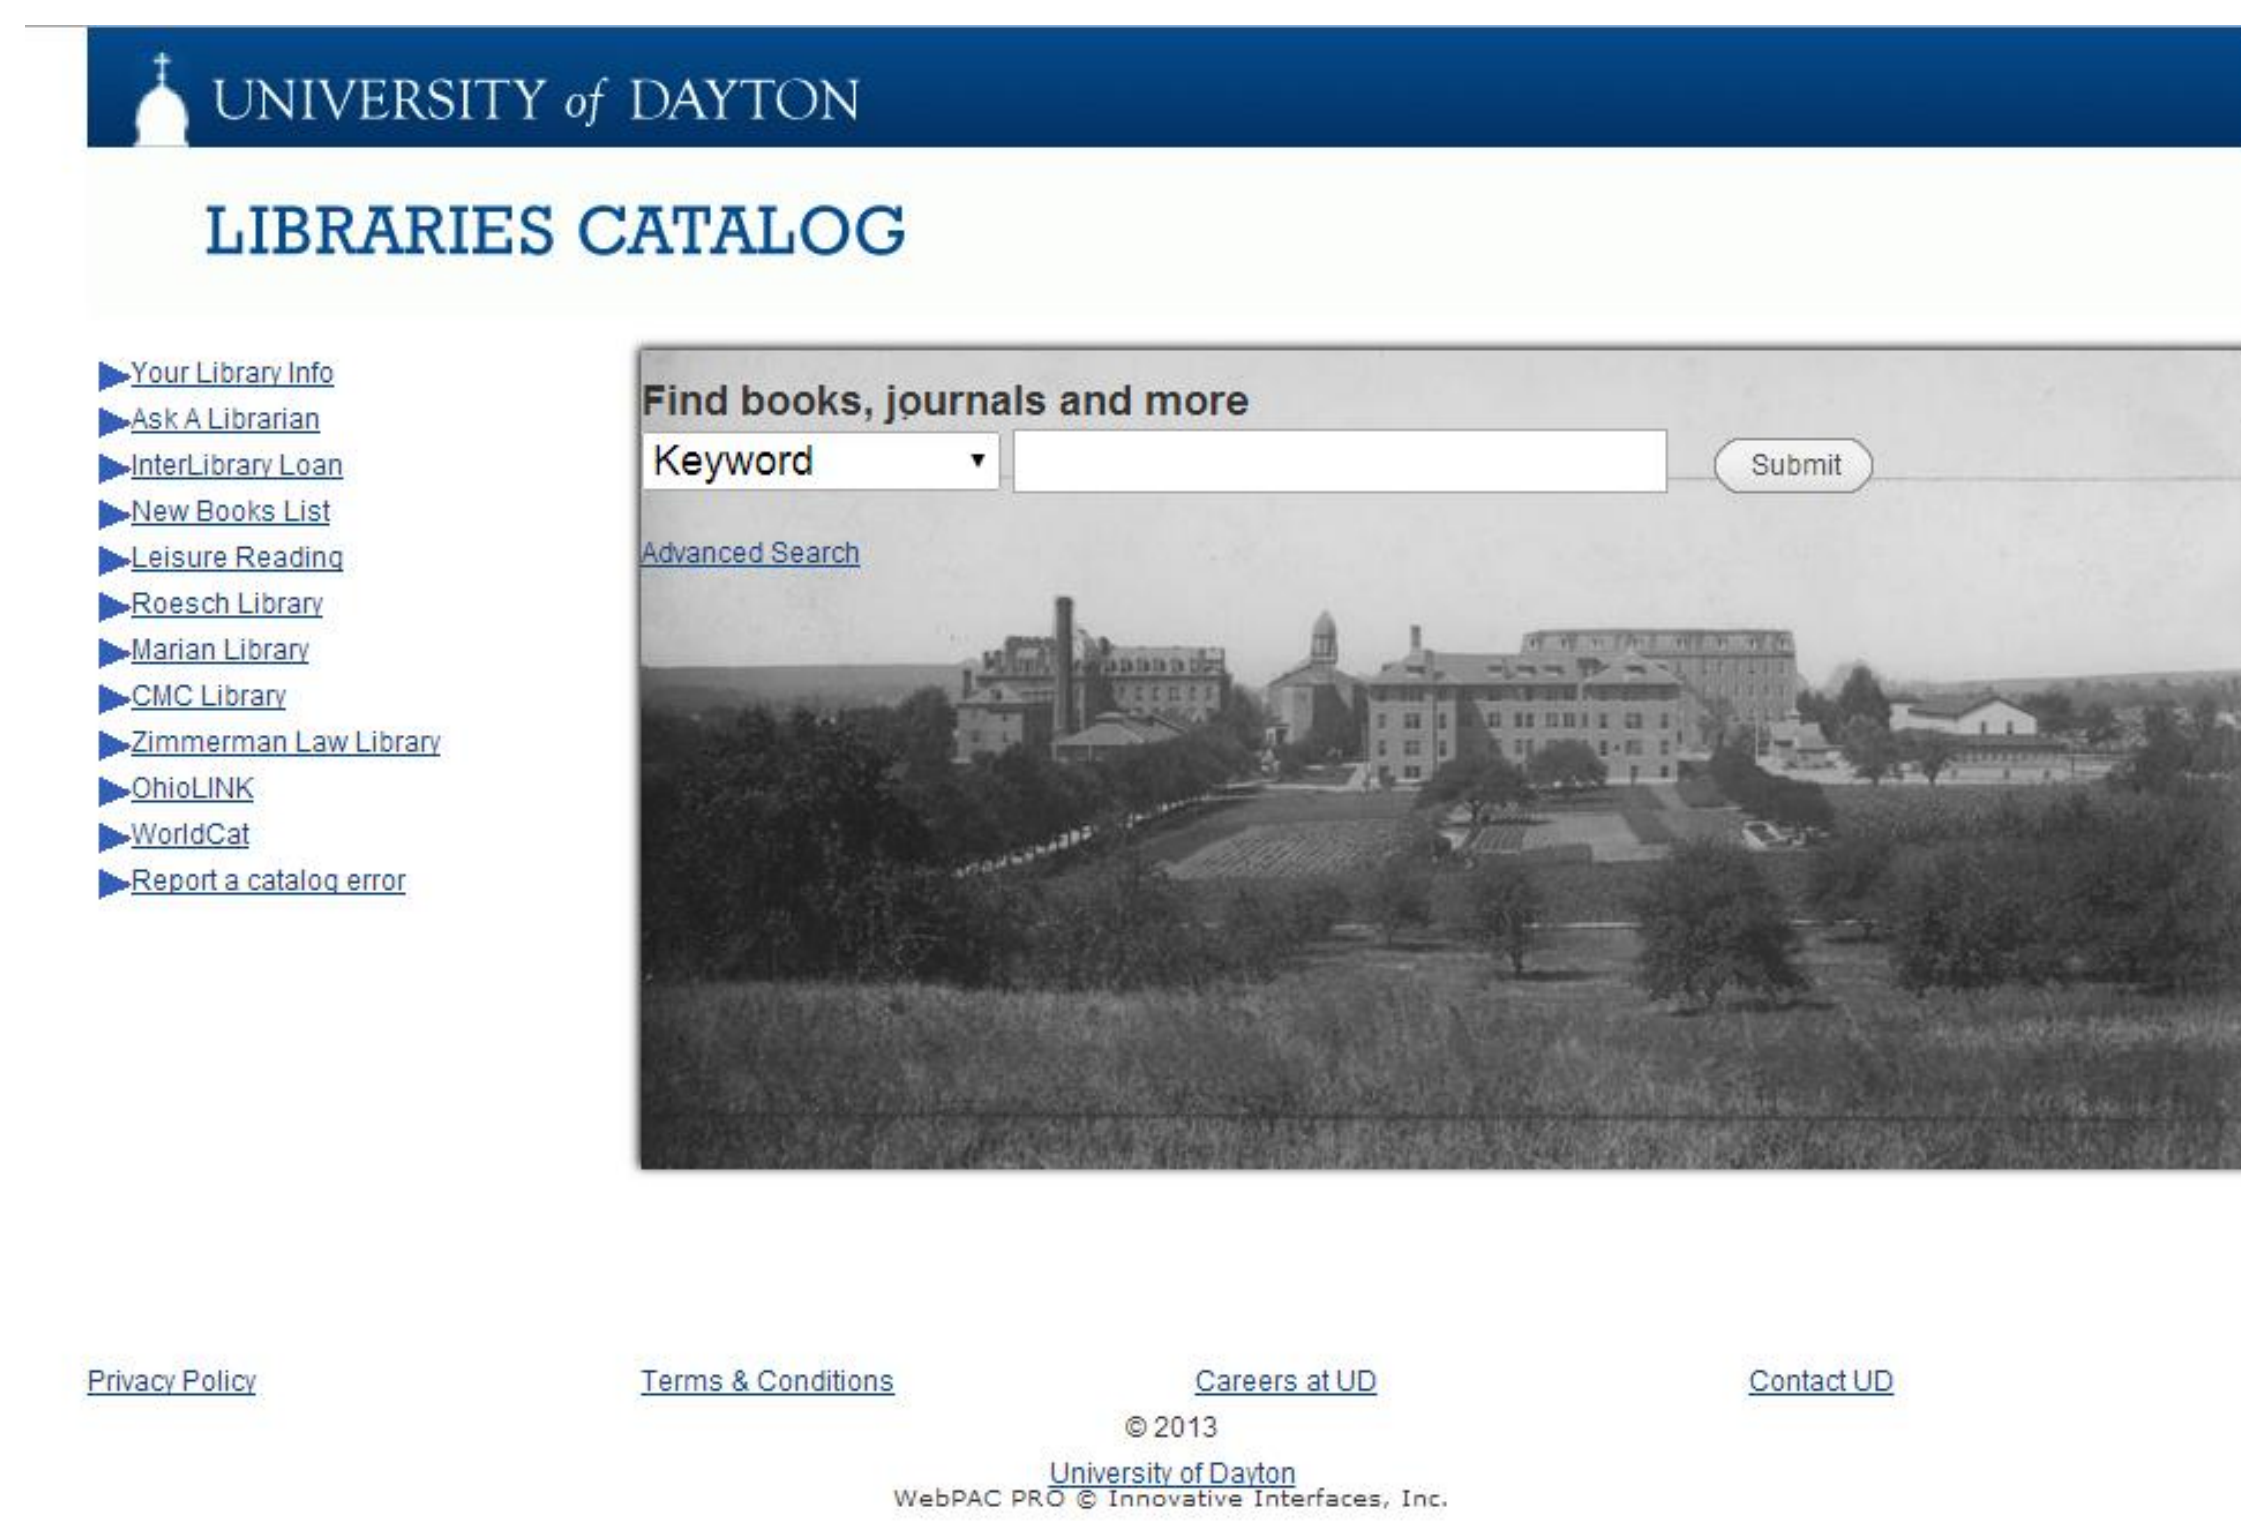 UNIVERSITY of DAYTON
LIBRARIES CATALOG
Your Library Info
Ask A Librarian
InterLibrary Loan
New Books List
Leisure Reading
Roesch Library
Marian Library
CMC Library
Zimmerman Law Library
OhioLINK
WorldCat
Report a catalog error
Find books, journals and more
Keyword
Submit
Advanced Search
Privacy Policy
Terms & Conditions
Careers at UD
Contact UD
© 2013
University of Dayton
WebPAC PRO © Innovative Interfaces, Inc.